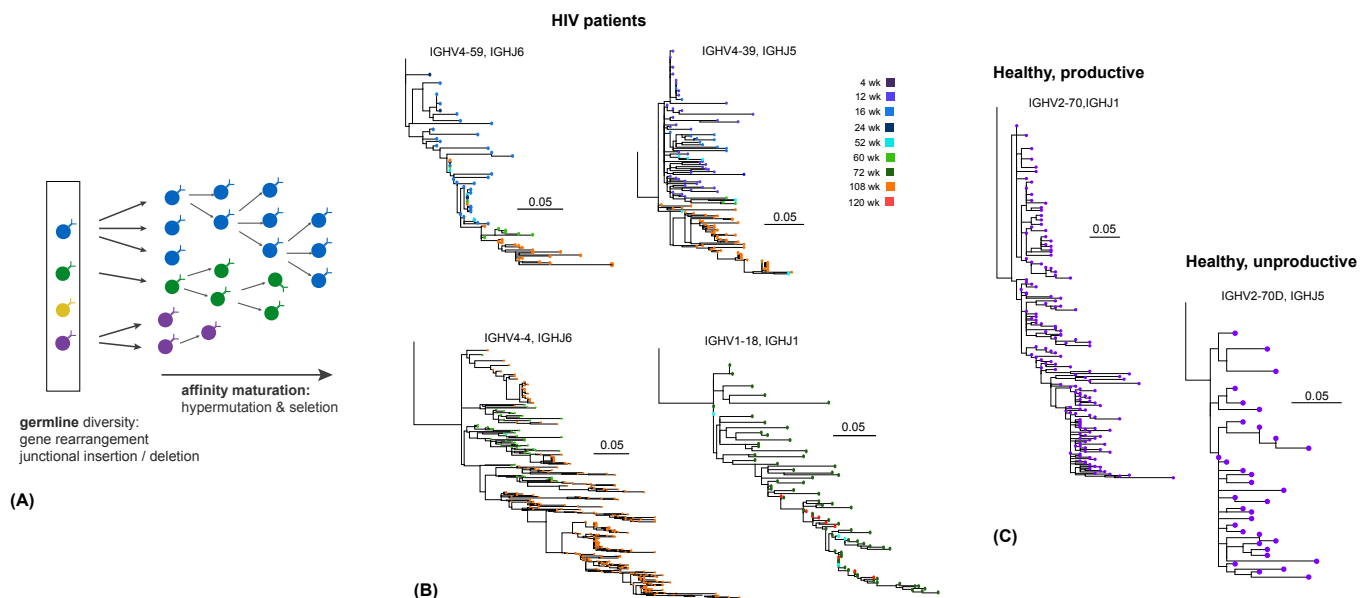 HIV patients
IGHV4-59, IGHJ6
IGHV4-39, IGHJ5
4 wk
12 wk
16 wk
24 wk
52 wk
60 wk
72 wk
108 wk
120 wk
0.05
0.05
IGHV4-4, IGHJ6
IGHV1-18, IGHJ1
0.05
0.05
(B)
affinity maturation:
hypermutation & seletion
germline diversity:
gene rearrangement
junctional insertion / deletion
(A)
Healthy, productive
IGHV2-70,IGHJ1
0.05
Healthy, unproductive
IGHV2-70D, IGHJ5
0.05
(C)